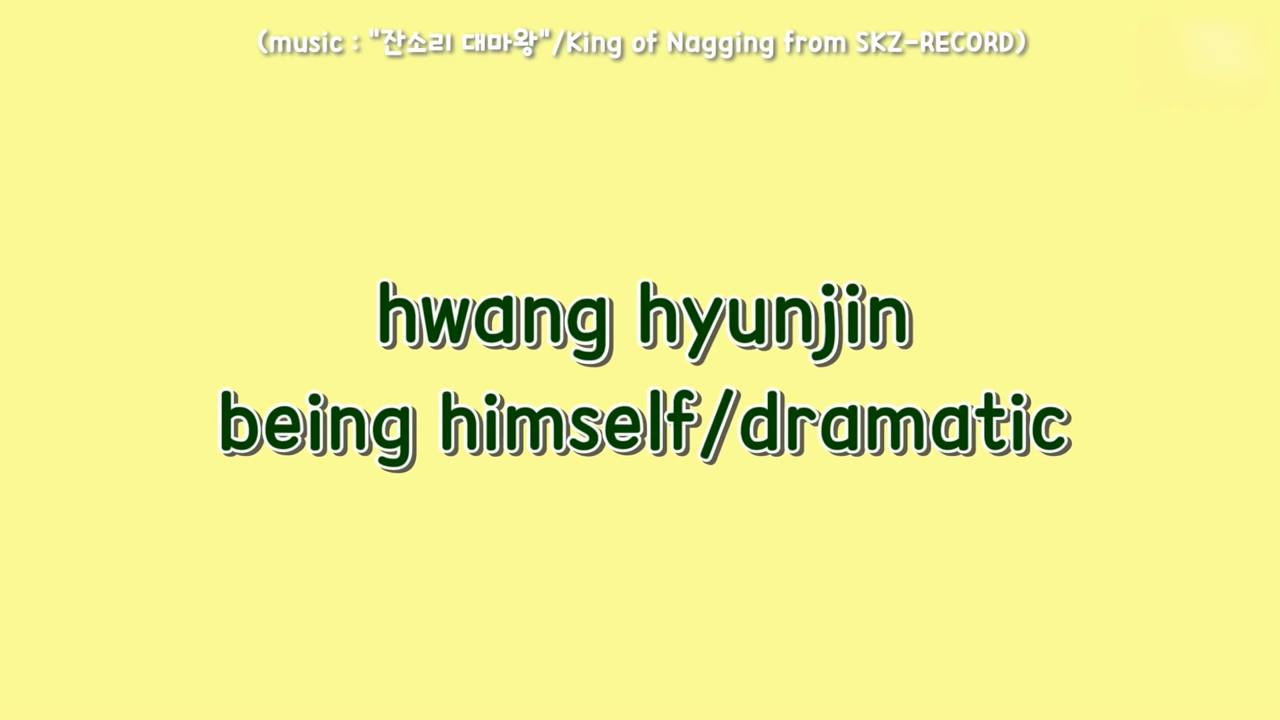 (music : "잔소리 대마왕"/King of Nagging from SKZ-RECORD)
hwang hyunjin
being himself/dramatic